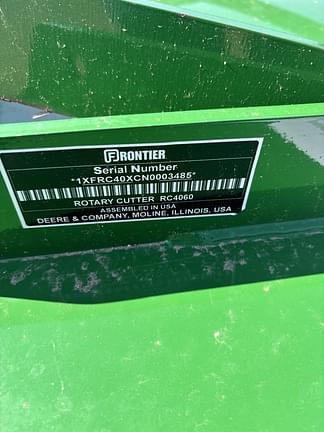 FRONTIER
Serial Number
*1XFRC40XCN0003485*
ROTARY CUTTER RC4060
ASSEMBLED IN USA
DEERE & COMPANY, MOLINE, ILLINOIS, USA